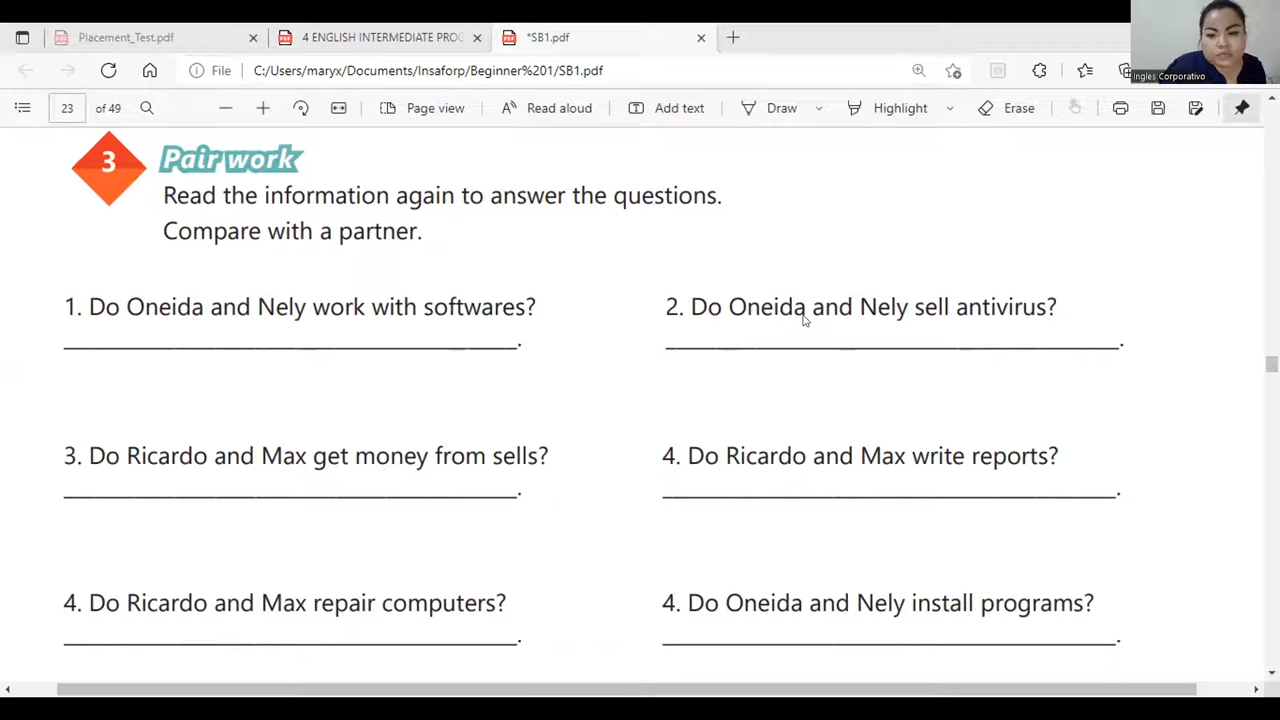 Placement_Test.pdf
4 ENGLISH INTERMEDIATE PROG
*SB1.pdf
Ingles Corporativo
File
C:/Users/maryx/Documents/Insaforp/Beginner%201/SB1.pdf
23 of 49
Page view
Read aloud
Add text
Draw
Highlight
Erase
3 Pair work
Read the information again to answer the questions.
Compare with a partner.
1. Do Oneida and Nely work with softwares?
2. Do Oneida and Nely sell antivirus?
3. Do Ricardo and Max get money from sells?
4. Do Ricardo and Max write reports?
4. Do Ricardo and Max repair computers?
4. Do Oneida and Nely install programs?